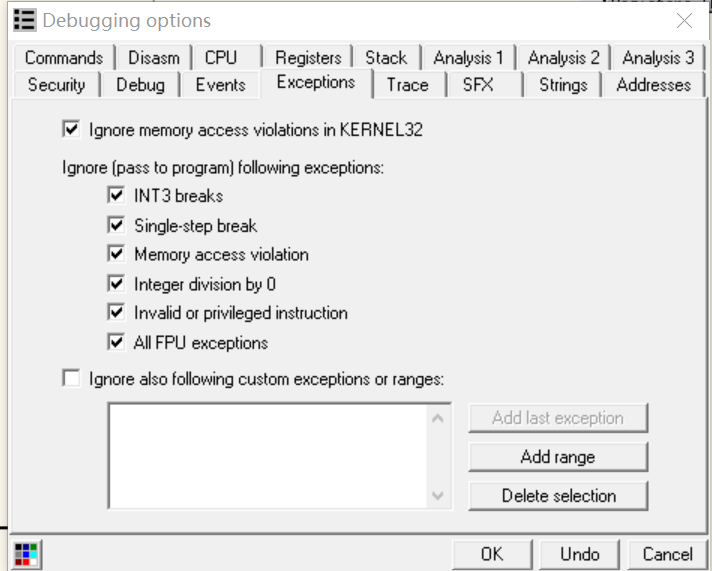 Debugging options
Commands Disasm CPU Registers Stack Analysis 1 Analysis 2 Analysis 3
Security Debug Events Exceptions Trace SFX Strings Addresses
Ignore memory access violations in KERNEL32
Ignore (pass to program) following exceptions:
INT3 breaks
Single-step break
Memory access violation
Integer division by 0
Invalid or privileged instruction
All FPU exceptions
Ignore also following custom exceptions or ranges:
Add last exception
Add range
Delete selection
OK Undo Cancel